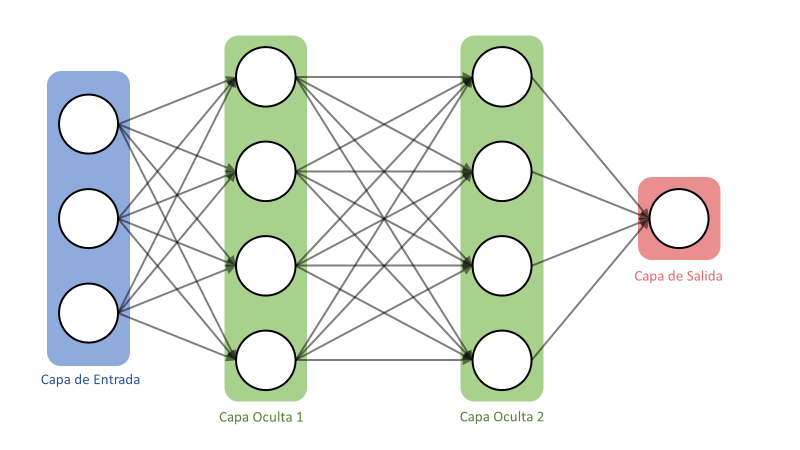 Capa de Entrada
Capa Oculta 1
Capa Oculta 2
Capa de Salida